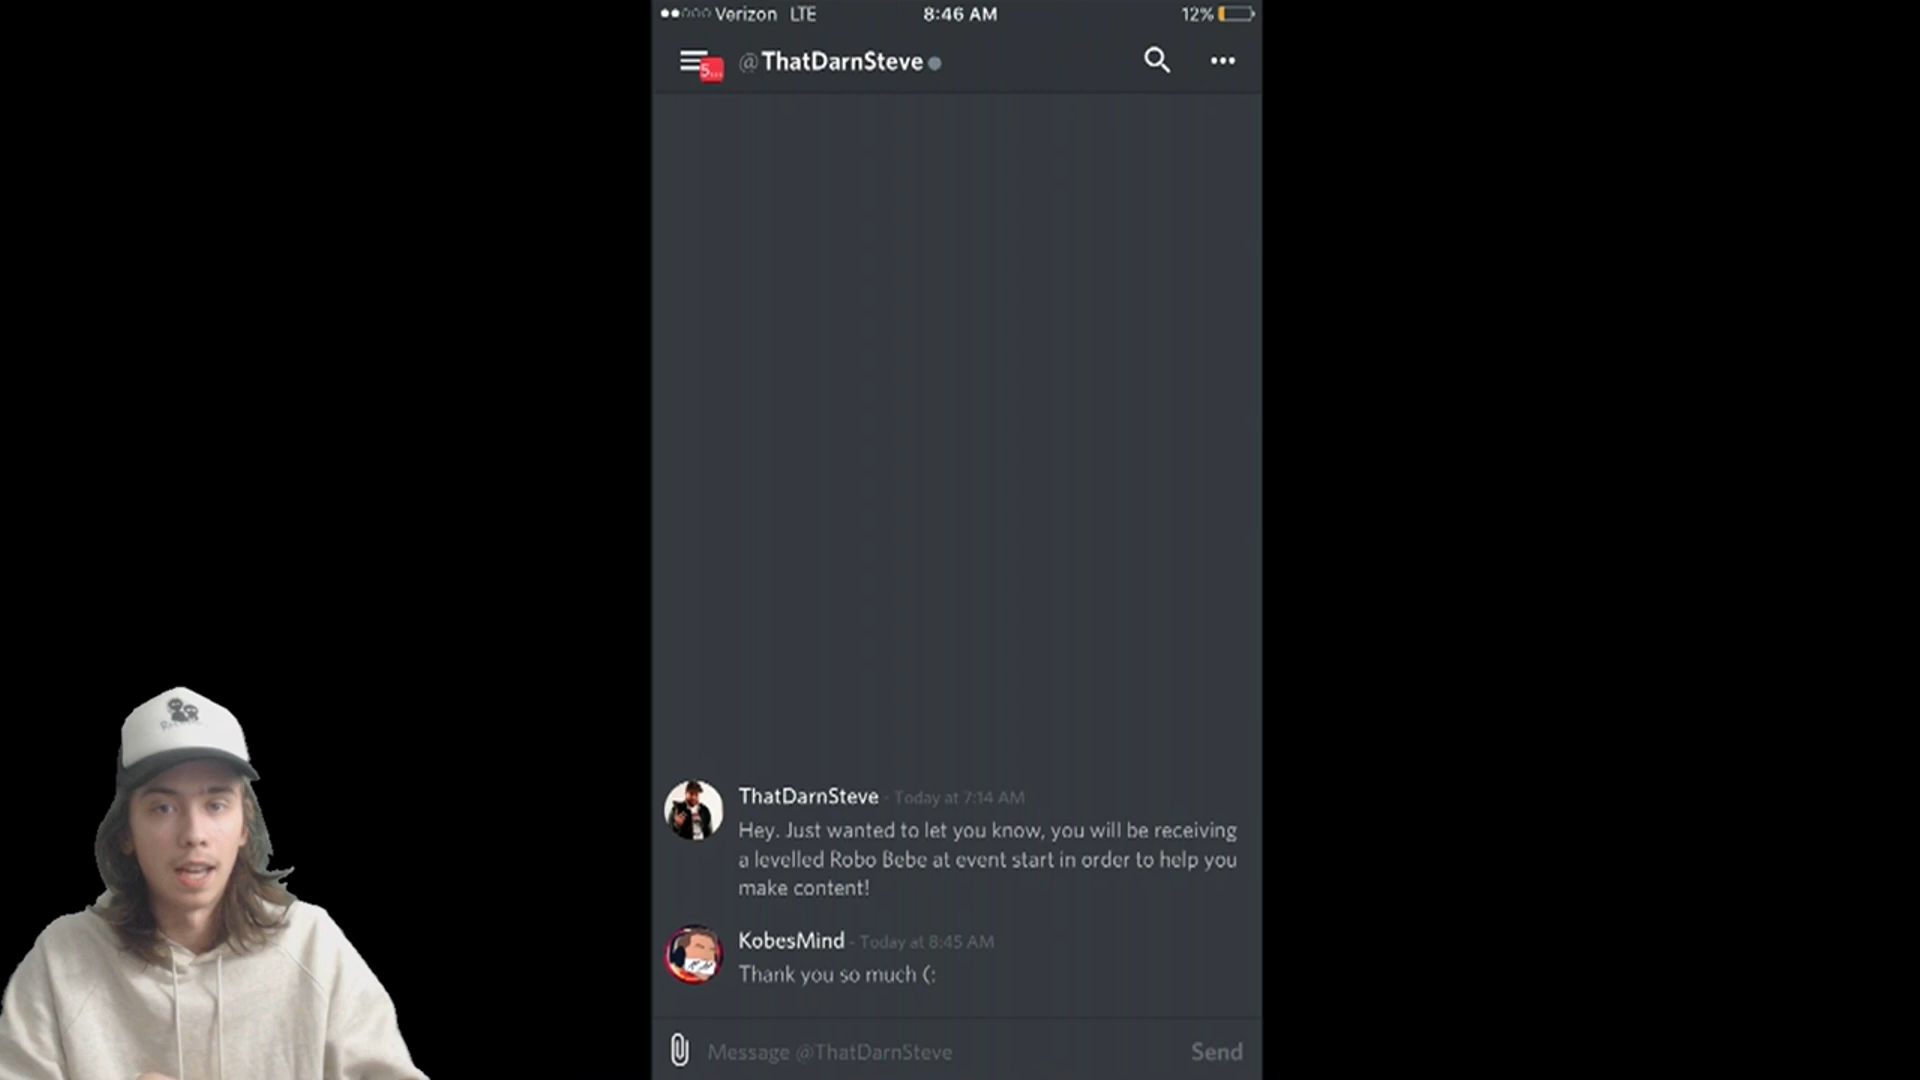 Verizon LTE 8:46 AM 12%
5... @ThatDarnSteve
ThatDarnSteve - Today at 7:14 AM
Hey. Just wanted to let you know, you will be receiving
a levelled Robo Bebe at event start in order to help you
make content!
KobesMind - Today at 8:45 AM
Thank you so much (:
Message @ThatDarnSteve Send